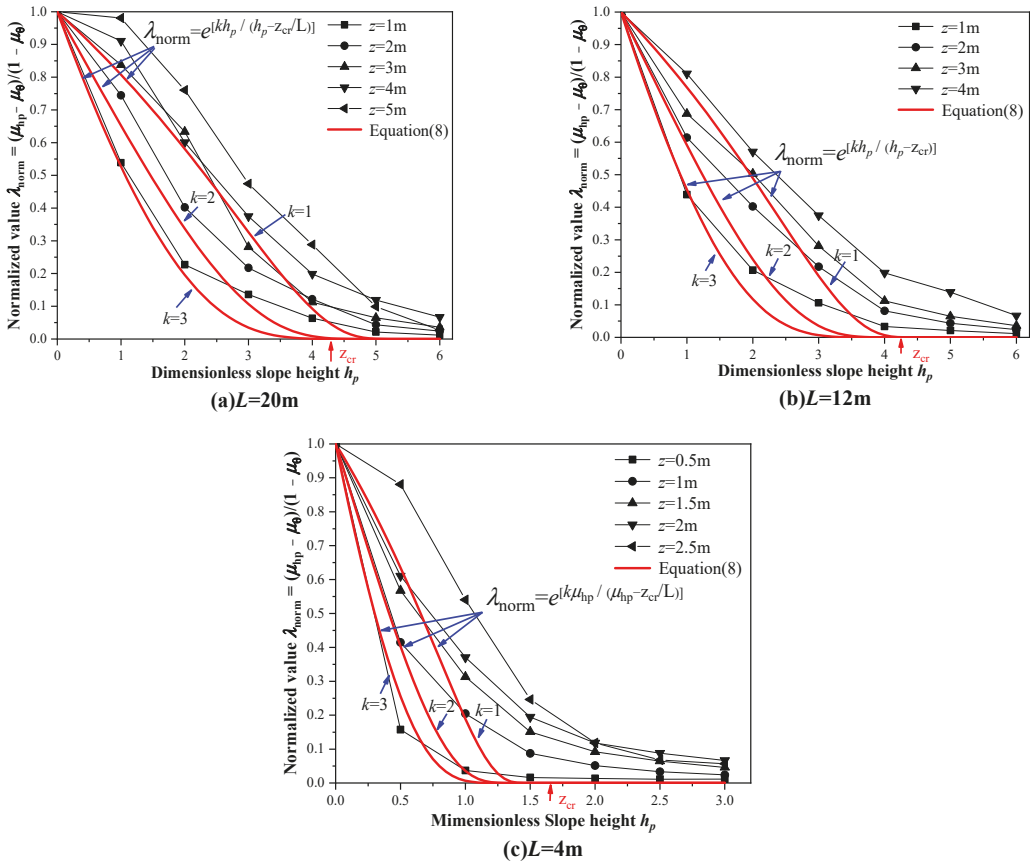 Normalized value λnorm = (μhp − μθ)/(1 − μθ)
1.0
0.9
0.8
0.7
0.6
0.5
0.4
0.3
0.2
0.1
0.0
λnorm=e[khp / (hp−zcr/L)]
z=1m
z=2m
z=3m
z=4m
z=5m
Equation(8)
k=1
k=2
k=3
zcr
0 1 2 3 4 5 6
Dimensionless slope height hp
(a)L=20m
Normalized value λnorm = (μhp − μθ)/(1 − μθ)
1.0
0.9
0.8
0.7
0.6
0.5
0.4
0.3
0.2
0.1
0.0
z=1m
z=2m
z=3m
z=4m
Equation(8)
λnorm=e[khp / (hp−zcr)]
k=2
k=1
k=3
zcr
0 1 2 3 4 5 6
Dimensionless slope height hp
(b)L=12m
Normalized value λnorm = (μhp − μθ)/(1 − μθ)
1.0
0.9
0.8
0.7
0.6
0.5
0.4
0.3
0.2
0.1
0.0
z=0.5m
z=1m
z=1.5m
z=2m
z=2.5m
Equation(8)
λnorm=e[kμhp / (μhp−zcr/L)]
k=3
k=2
k=1
zcr
0.0 0.5 1.0 1.5 2.0 2.5 3.0
Mimensionless Slope height hp
(c)L=4m